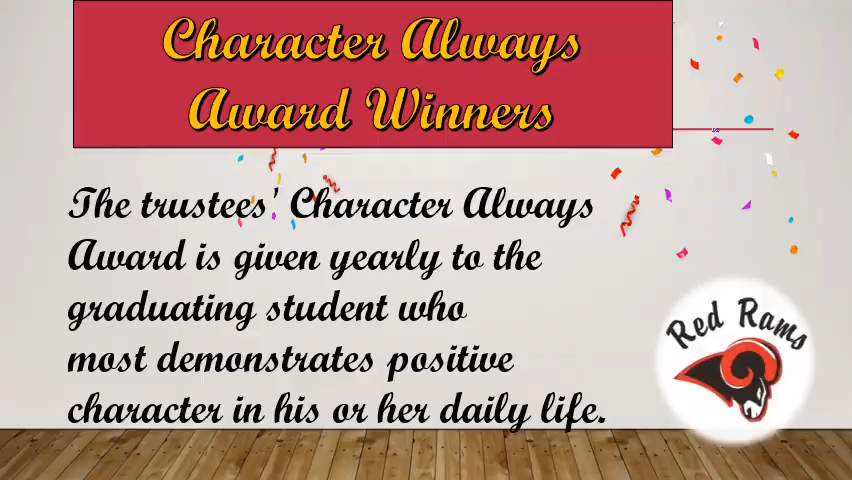 Character Always
Award Winners
The trustees' Character Always
Award is given yearly to the
graduating student who
most demonstrates positive
character in his or her daily life.
Red Rams